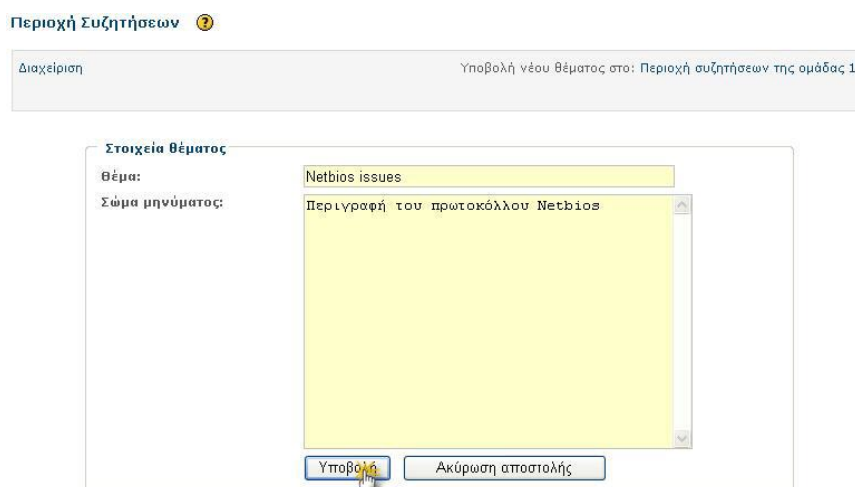 Περιοχή Συζητήσεων ?
Διαχείριση Υποβολή νέου θέματος στο: Περιοχή συζητήσεων της ομάδας 1
Στοιχεία θέματος
Θέμα: Netbios issues
Σώμα μηνύματος: Περιγραφή του πρωτοκόλλου Netbios
Υποβολή Ακύρωση αποστολής